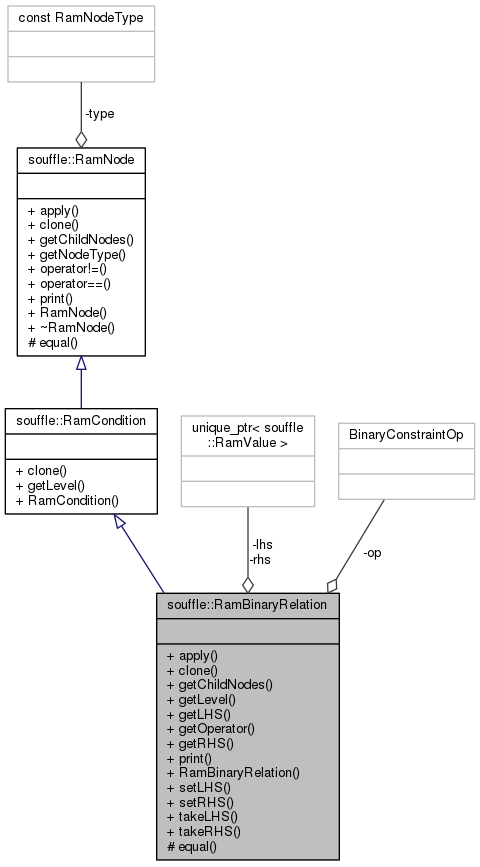 const RamNodeType
-type
souffle::RamNode
+ apply()
+ clone()
+ getChildNodes()
+ getNodeType()
+ operator!=()
+ operator==()
+ print()
+ RamNode()
+ ~RamNode()
# equal()
souffle::RamCondition
+ clone()
+ getLevel()
+ RamCondition()
unique_ptr< souffle
::RamValue >
BinaryConstraintOp
-lhs
-rhs
-op
souffle::RamBinaryRelation
+ apply()
+ clone()
+ getChildNodes()
+ getLevel()
+ getLHS()
+ getOperator()
+ getRHS()
+ print()
+ RamBinaryRelation()
+ setLHS()
+ setRHS()
+ takeLHS()
+ takeRHS()
# equal()